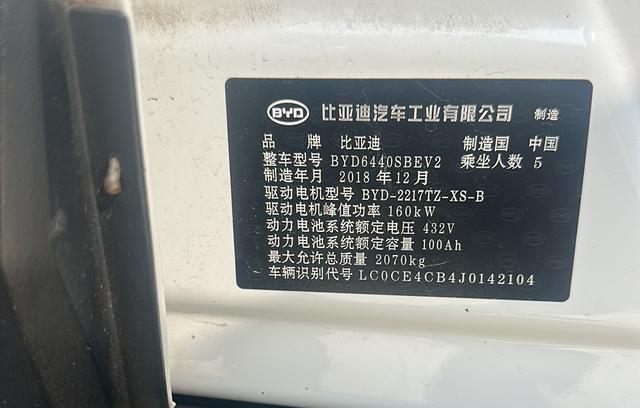 BYD 比亚迪汽车工业有限公司 制造
品 牌 比亚迪 制造国 中国
整车型号 BYD6440SBEV2 乘坐人数 5
制造年月 2018 年 12 月
驱动电机型号 BYD-2217TZ-XS-B
驱动电机峰值功率 160kW
动力电池系统额定电压 432V
动力电池系统额定容量 100Ah
最大允许总质量 2070kg
车辆识别代号 LC0CE4CB4J0142104